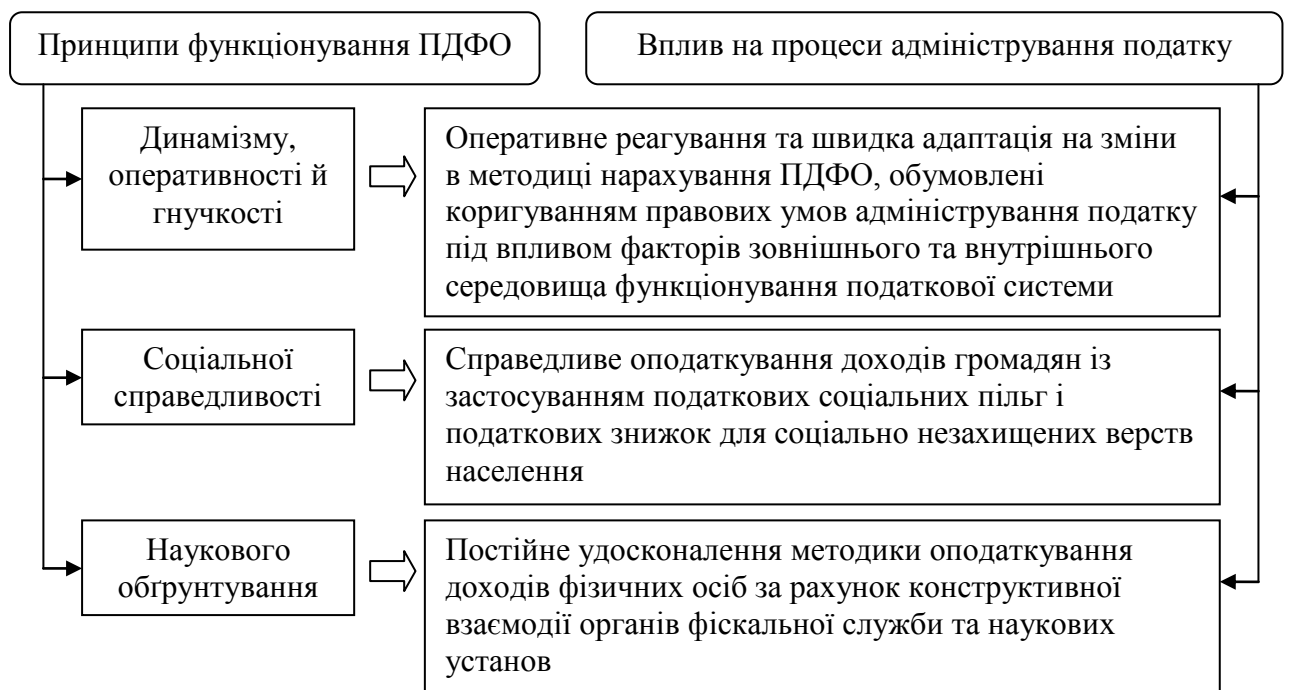 Принципи функціонування ПДФО
Вплив на процеси адміністрування податку
Динамізму,
оперативності й
гнучкості
Оперативне реагування та швидка адаптація на зміни
в методиці нарахування ПДФО, обумовлені
коригуванням правових умов адміністрування податку
під впливом факторів зовнішнього та внутрішнього
середовища функціонування податкової системи
Соціальної
справедливості
Справедливе оподаткування доходів громадян із
застосуванням податкових соціальних пільг і
податкових знижок для соціально незахищених верств
населення
Наукового
обґрунтування
Постійне удосконалення методики оподаткування
доходів фізичних осіб за рахунок конструктивної
взаємодії органів фіскальної служби та наукових
установ